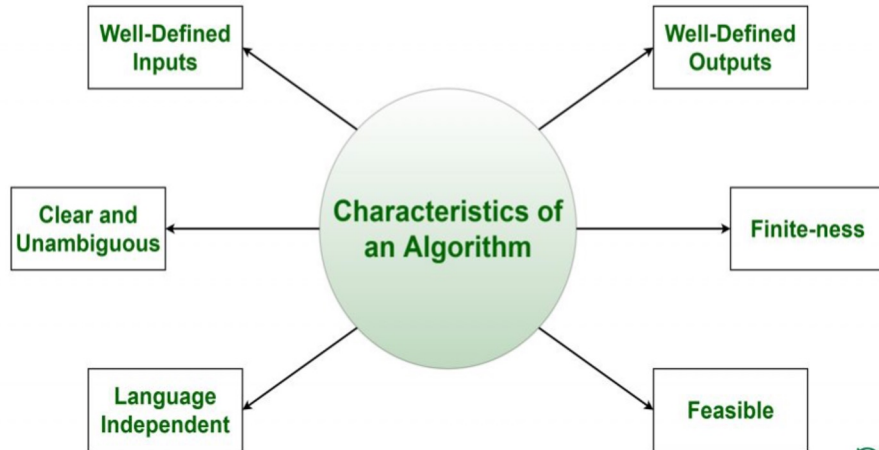 Well-Defined
Inputs
Well-Defined
Outputs
Characteristics of
an Algorithm
Clear and
Unambiguous
Finite-ness
Language
Independent
Feasible